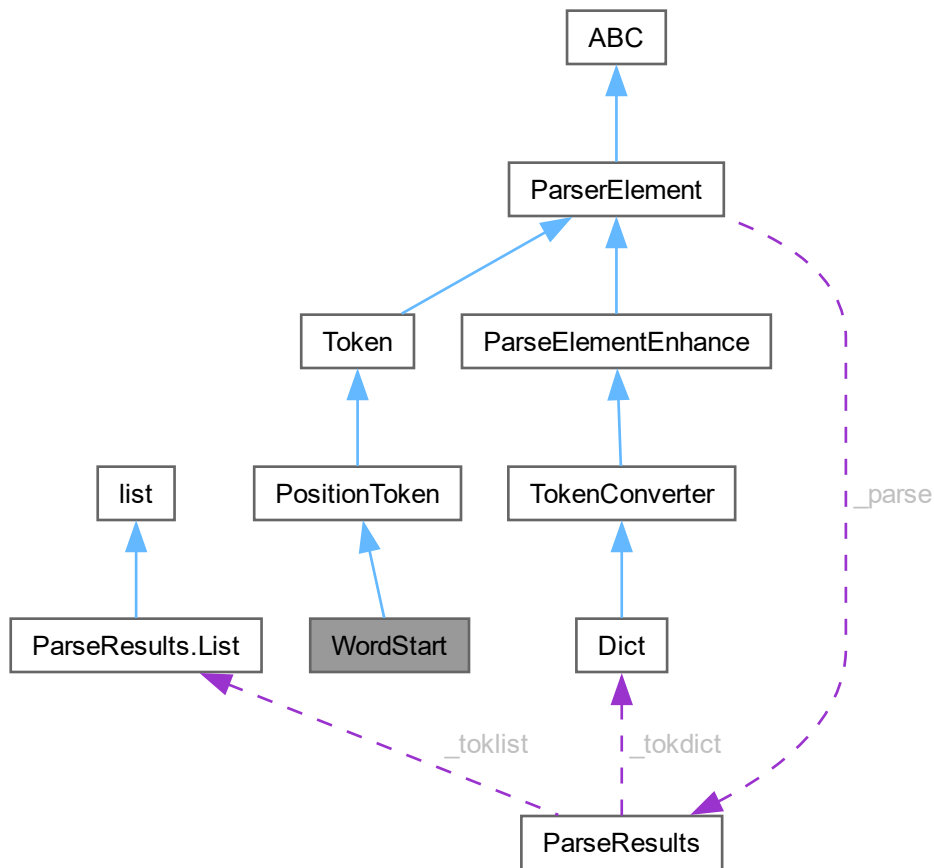 ABC
ParserElement
Token
ParseElementEnhance
list
PositionToken
TokenConverter
_parse
ParseResults.List
WordStart
Dict
_toklist
_tokdict
ParseResults